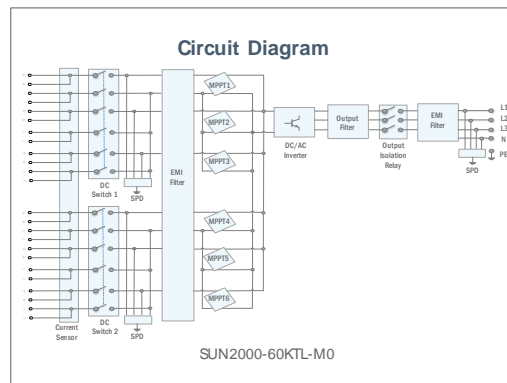 Circuit Diagram
MPPT1
MPPT2
MPPT3
MPPT4
MPPT5
MPPT6
EMI
Filter
DC
Switch 1
SPD
DC
Switch 2
SPD
Current
Sensor
DC/AC
Inverter
Output
Filter
Output
Isolation
Relay
EMI
Filter
L1
L2
L3
N
PE
SPD
SUN2000-60KTL-M0